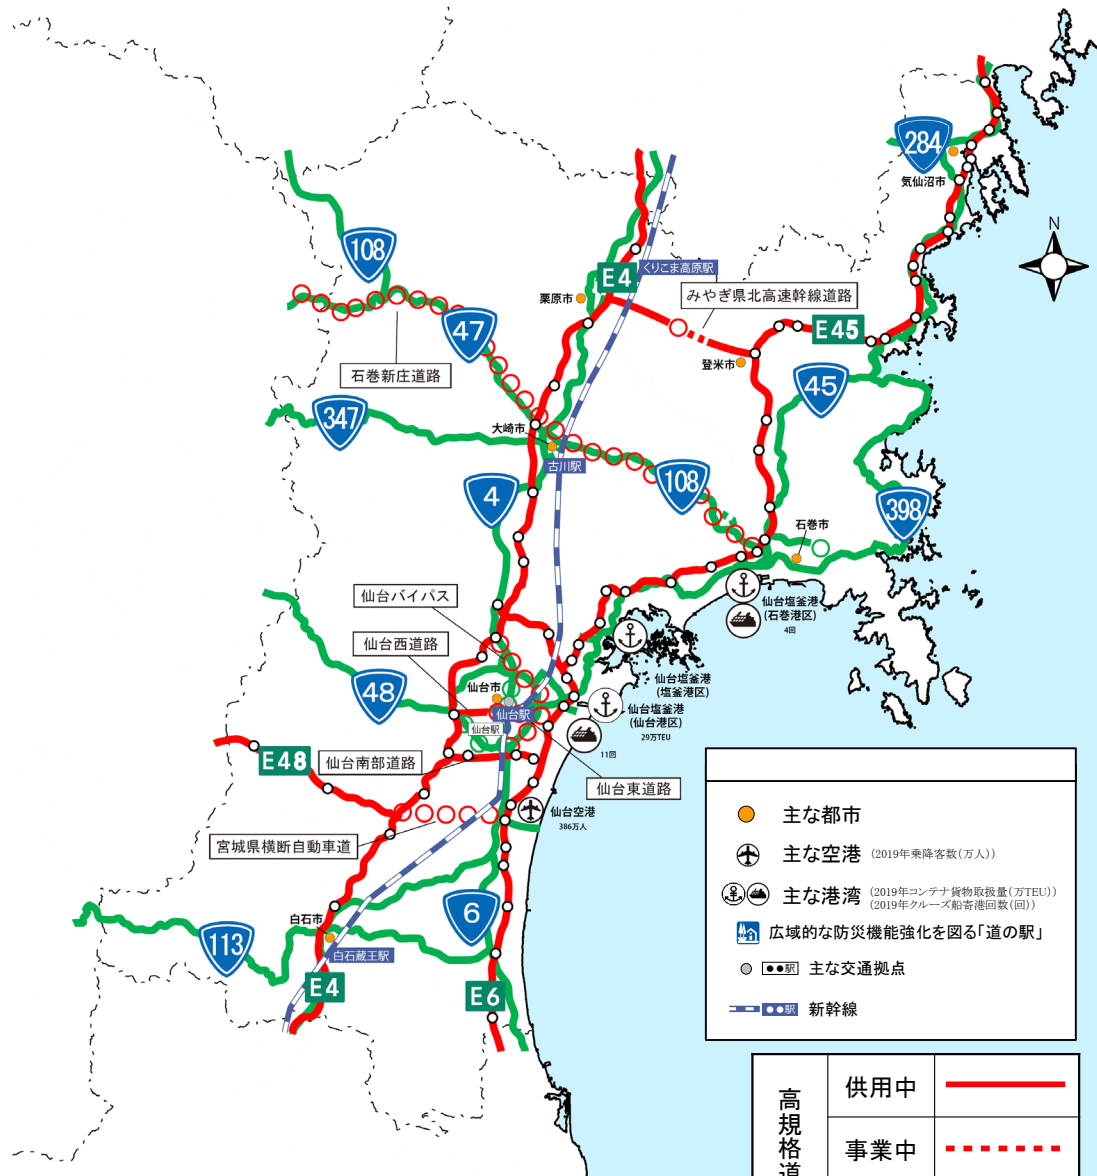 284
気仙沼市
N
108
E4
くりこま高原駅
栗原市
みやぎ県北高速幹線道路
47
E45
石巻新庄道路
登米市
45
347
大崎市
古川駅
4
108
398
石巻市
仙台塩釜港
(石巻港区)
4回
仙台バイパス
仙台西道路
仙台塩釜港
(塩釜港区)
48
仙台市
仙台駅
仙台駅
仙台塩釜港
(仙台港区)
29万TEU
11回
E48
仙台南部道路
仙台東道路
仙台空港
386万人
宮城県横断自動車道
6
白石市
113
白石蔵王駅
E4
E6
主な都市
主な空港 (2019年乗降客数(万人))
主な港湾 (2019年コンテナ貨物取扱量(万TEU))
(2019年クルーズ船寄港回数(回))
広域的な防災機能強化を図る「道の駅」
●●駅 主な交通拠点
●●駅 新幹線
高規格道
供用中
事業中